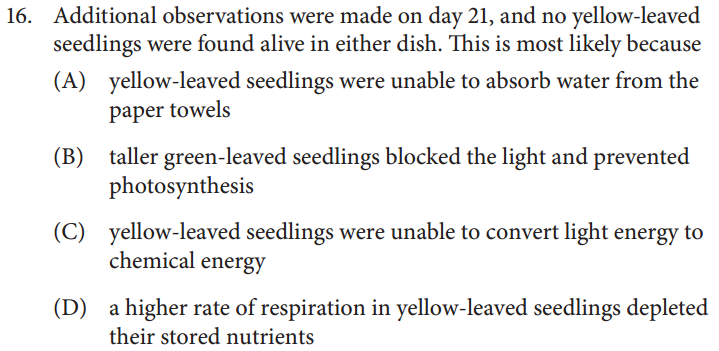 16. Additional observations were made on day 21, and no yellow-leaved
seedlings were found alive in either dish. This is most likely because
(A) yellow-leaved seedlings were unable to absorb water from the
paper towels
(B) taller green-leaved seedlings blocked the light and prevented
photosynthesis
(C) yellow-leaved seedlings were unable to convert light energy to
chemical energy
(D) a higher rate of respiration in yellow-leaved seedlings depleted
their stored nutrients